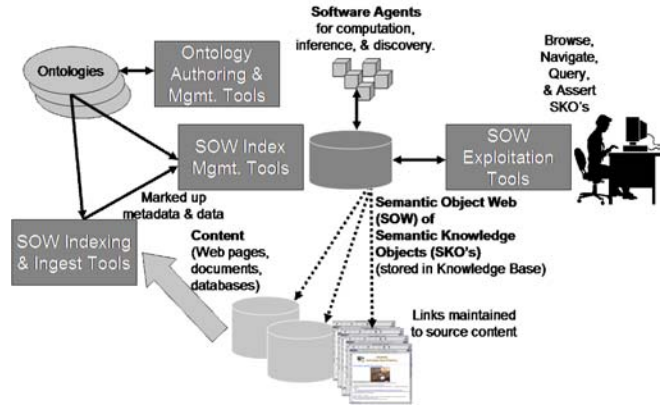 Software Agents
for computation,
inference, & discovery.
Ontologies
Ontology
Authoring &
Mgmt. Tools
Browse,
Navigate,
Query,
& Assert
SKO's
SOW Index
Mgmt. Tools
SOW
Exploitation
Tools
Marked up
metadata & data
SOW Indexing
& Ingest Tools
Content
(Web pages,
documents,
databases)
Semantic Object Web
(SOW) of
Semantic Knowledge
Objects (SKO's)
(stored in Knowledge Base)
Links maintained
to source content